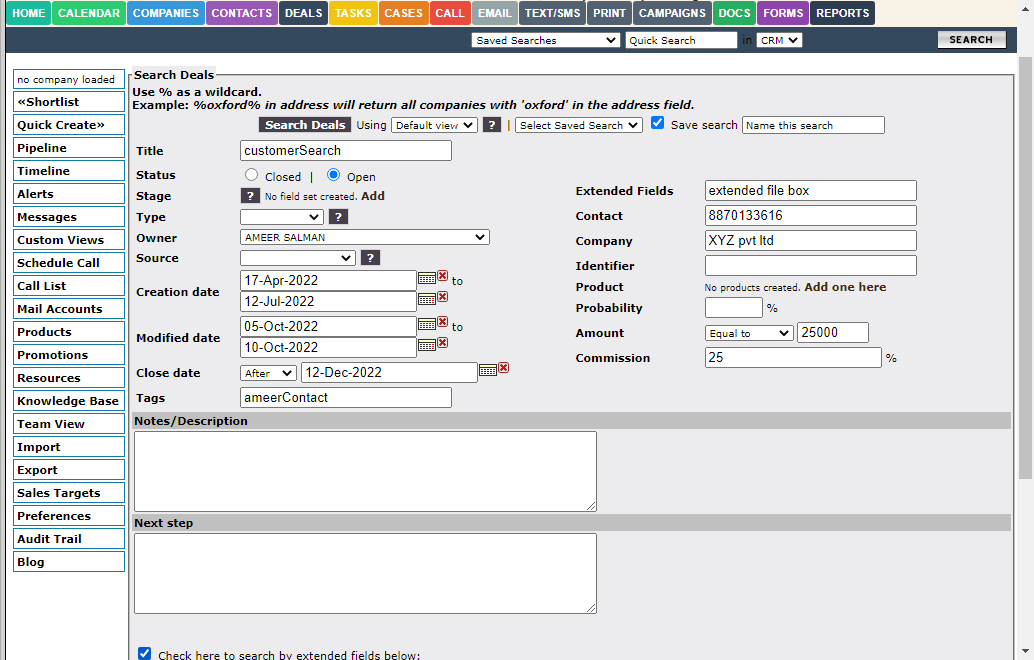 HOME CALENDAR COMPANIES CONTACTS DEALS TASKS CASES CALL EMAIL TEXT/SMS PRINT CAMPAIGNS DOCS FORMS REPORTS
Saved Searches Quick Search in CRM SEARCH
no company loaded
«Shortlist
Quick Create»
Pipeline
Timeline
Alerts
Messages
Custom Views
Schedule Call
Call List
Mail Accounts
Products
Promotions
Resources
Knowledge Base
Team View
Import
Export
Sales Targets
Preferences
Audit Trail
Blog
Search Deals
Use % as a wildcard.
Example: %oxford% in address will return all companies with 'oxford' in the address field.
Search Deals Using Default view ? | Select Saved Search Save search Name this search
Title customerSearch
Status Closed | Open
Stage ? No field set created. Add
Type ?
Owner AMEER SALMAN
Source ?
Creation date 17-Apr-2022 to
12-Jul-2022
Modified date 05-Oct-2022 to
10-Oct-2022
Close date After 12-Dec-2022
Tags ameerContact
Extended Fields extended file box
Contact 8870133616
Company XYZ pvt ltd
Identifier
Product No products created. Add one here
Probability %
Amount Equal to 25000
Commission 25 %
Notes/Description
Next step
Check here to search by extended fields below: